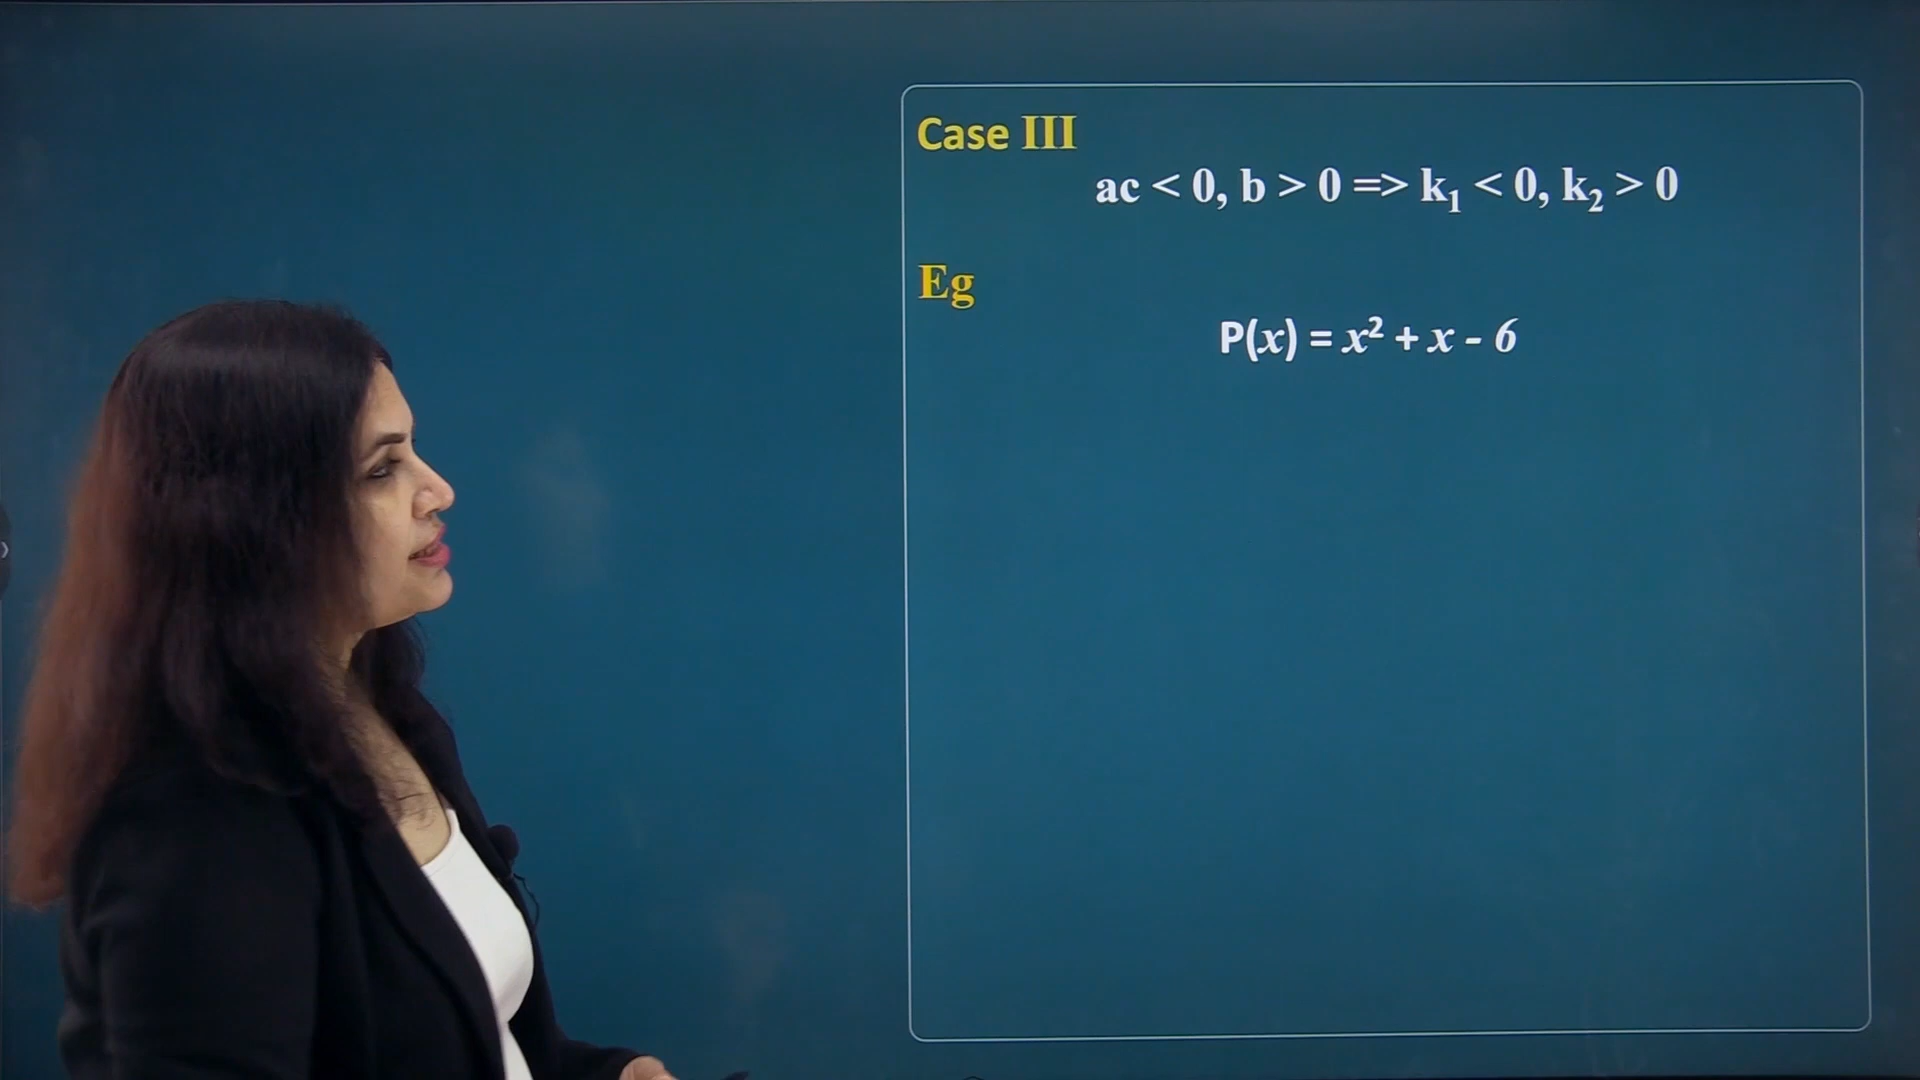 Case III
ac < 0, b > 0 => k₁ < 0, k₂ > 0
Eg
P(x) = x² + x - 6